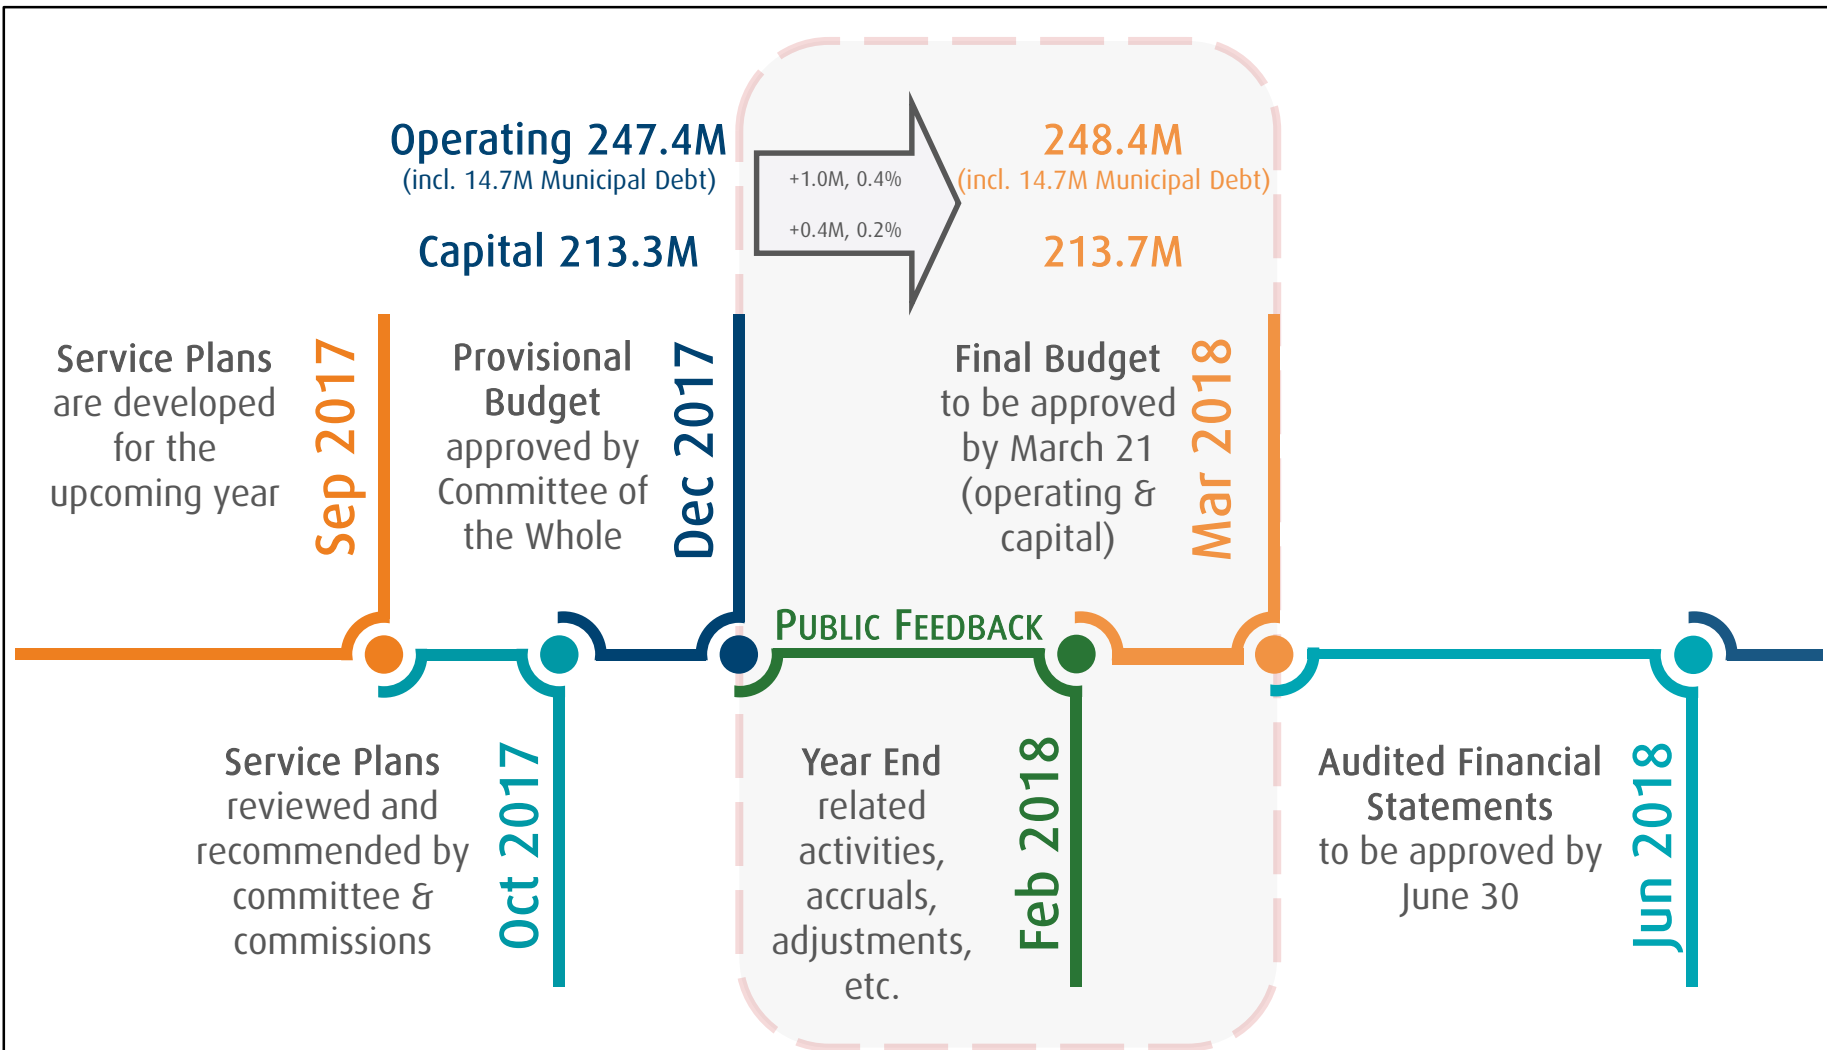 Operating 247.4M
(incl. 14.7M Municipal Debt)
Capital 213.3M
+1.0M, 0.4%
+0.4M, 0.2%
248.4M
(incl. 14.7M Municipal Debt)
213.7M
Service Plans
are developed
for the
upcoming year
Sep 2017
Provisional
Budget
approved by
Committee of
the Whole
Dec 2017
Final Budget
to be approved
by March 21
(operating &
capital)
Mar 2018
PUBLIC FEEDBACK
Service Plans
reviewed and
recommended by
committee &
commissions
Oct 2017
Year End
related
activities,
accruals,
adjustments,
etc.
Feb 2018
Audited Financial
Statements
to be approved by
June 30
Jun 2018